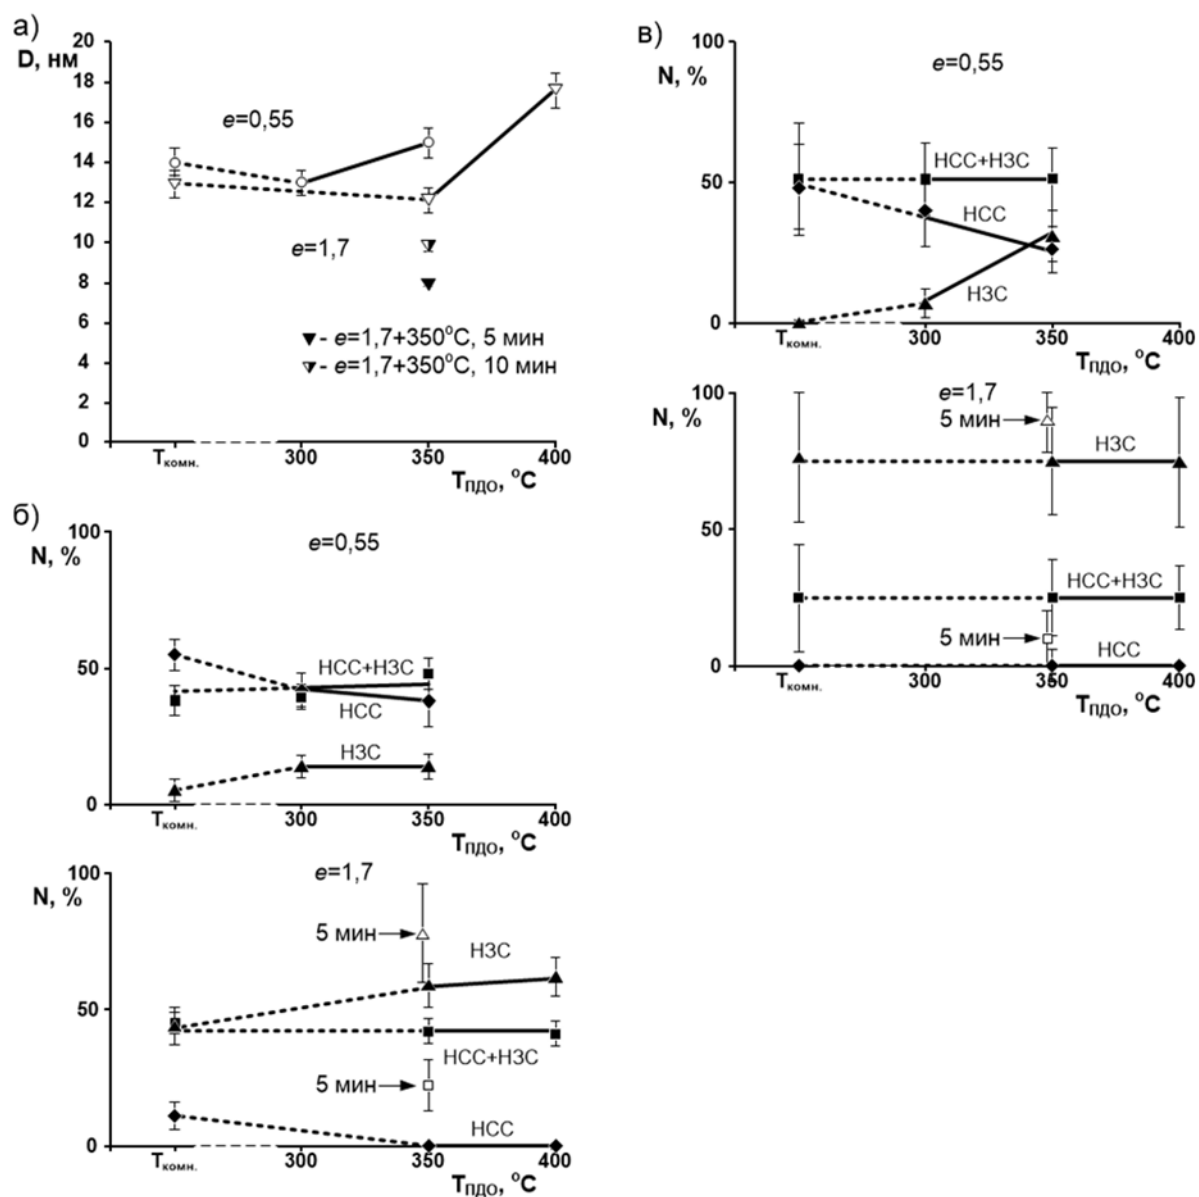 а)
D, нм
20
18
16
14
12
10
8
6
4
2
0
e=0,55
e=1,7
▼- e=1,7+350°C, 5 мин
- e=1,7+350°C, 10 мин
Tкомн.
300
350
400
TПДО, °C
б)
N, %
100
50
0
e=0,55
НСС+НЗС
НСС
НЗС
Tкомн.
300
350
400
TПДО, °C
N, %
100
50
0
e=1,7
5 мин
НЗС
НСС+НЗС
5 мин
НСС
Tкомн.
300
350
400
TПДО, °C
в)
N, %
100
50
0
e=0,55
НСС+НЗС
НСС
НЗС
Tкомн.
300
350
400
TПДО, °C
N, %
100
50
0
e=1,7
5 мин
НЗС
НСС+НЗС
5 мин
НСС
Tкомн.
300
350
400
TПДО, °C